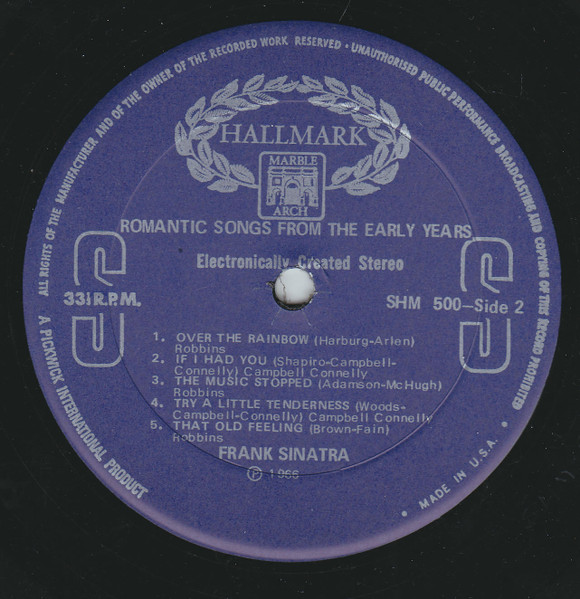 ALL RIGHTS OF THE MANUFACTURER AND OF THE OWNER OF THE RECORDED WORK RESERVED · UNAUTHORISED PUBLIC PERFORMANCE BROADCASTING AND COPYING OF THIS RECORD PROHIBITED
HALLMARK
MARBLE
ARCH
ROMANTIC SONGS FROM THE EARLY YEARS
Electronically Created Stereo
33⅓ R.P.M.
SHM 500—Side 2
1. OVER THE RAINBOW (Harburg-Arlen)
Robbins
2. IF I HAD YOU (Shapiro-Campbell-
Connelly) Campbell Connelly
3. THE MUSIC STOPPED (Adamson-McHugh)
Robbins
4. TRY A LITTLE TENDERNESS (Woods-
Campbell-Connelly) Campbell Connelly
5. THAT OLD FEELING (Brown-Fain)
Robbins
FRANK SINATRA
Ⓟ 1966
A PICKWICK INTERNATIONAL PRODUCT
• MADE IN U.S.A. •